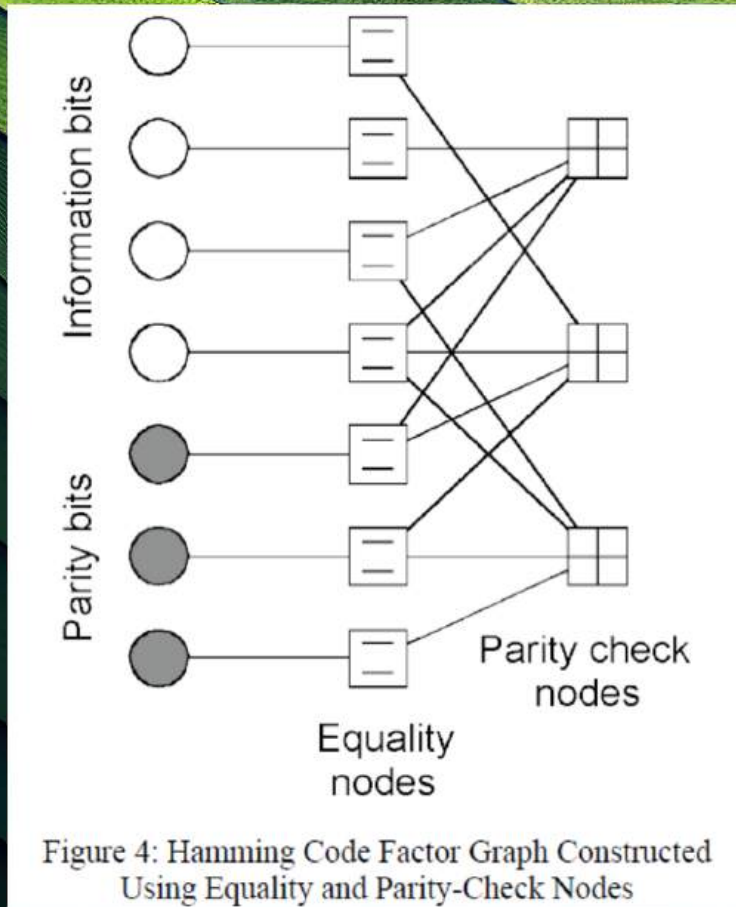 Information bits
Parity bits
Parity check
nodes
Equality
nodes
Figure 4: Hamming Code Factor Graph Constructed
Using Equality and Parity-Check Nodes